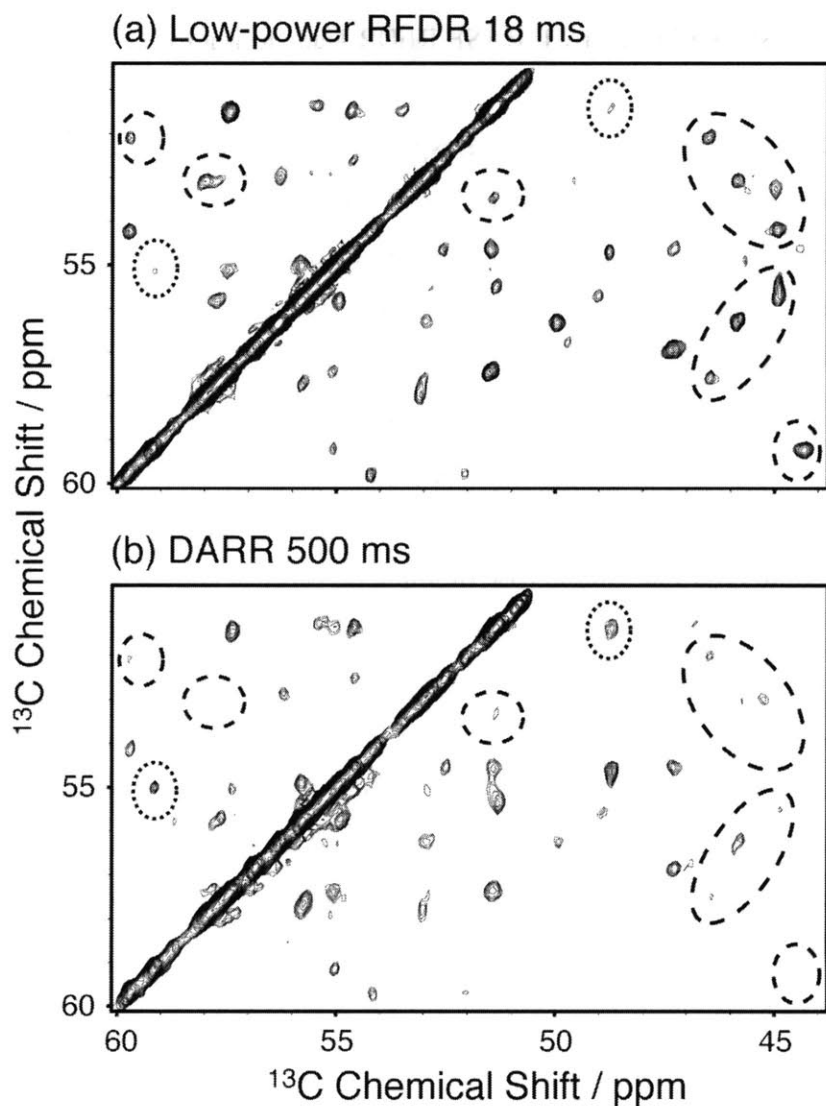 (a) Low-power RFDR 18 ms
55
60
(b) DARR 500 ms
55
60
60 55 50 45
¹³C Chemical Shift / ppm
¹³C Chemical Shift / ppm